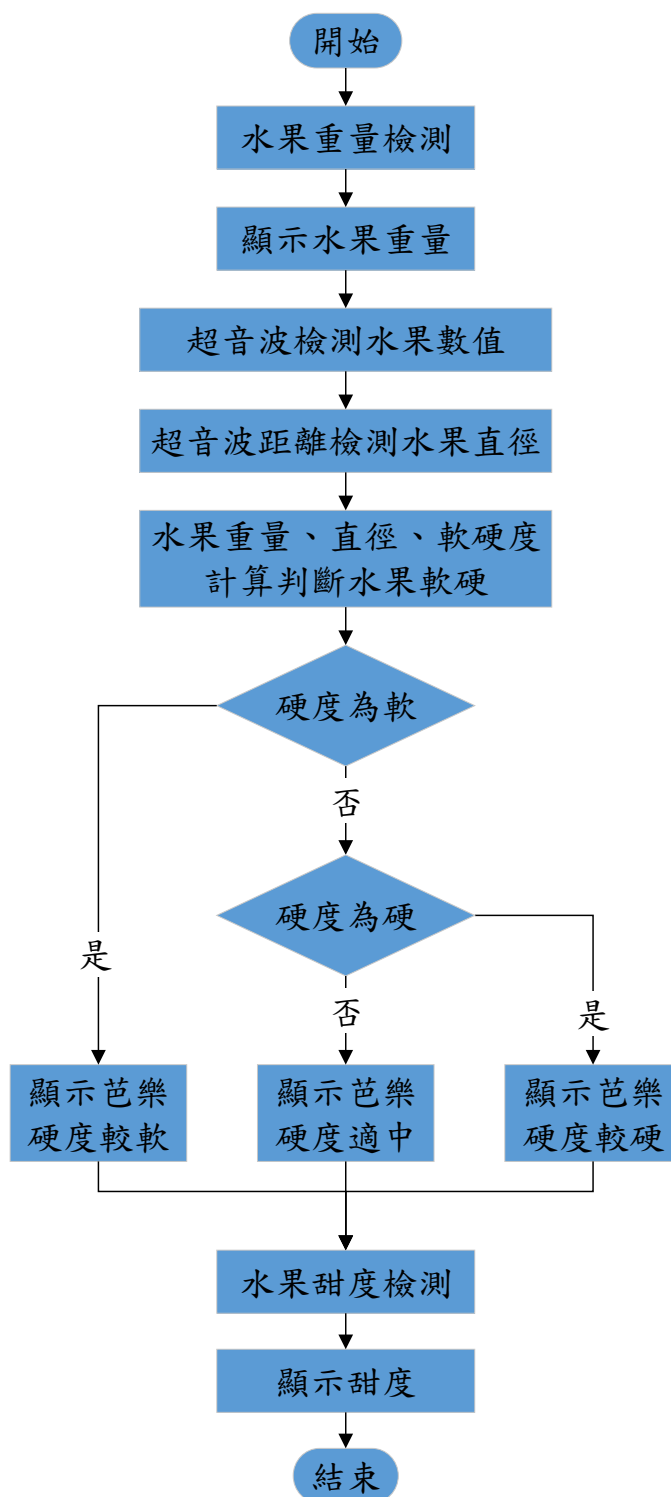 開始
水果重量檢測
顯示水果重量
超音波檢測水果數值
超音波距離檢測水果直徑
水果重量、直徑、軟硬度
計算判斷水果軟硬
硬度為軟
否
硬度為硬
是
否
是
顯示芭樂
硬度較軟
顯示芭樂
硬度適中
顯示芭樂
硬度較硬
水果甜度檢測
顯示甜度
結束